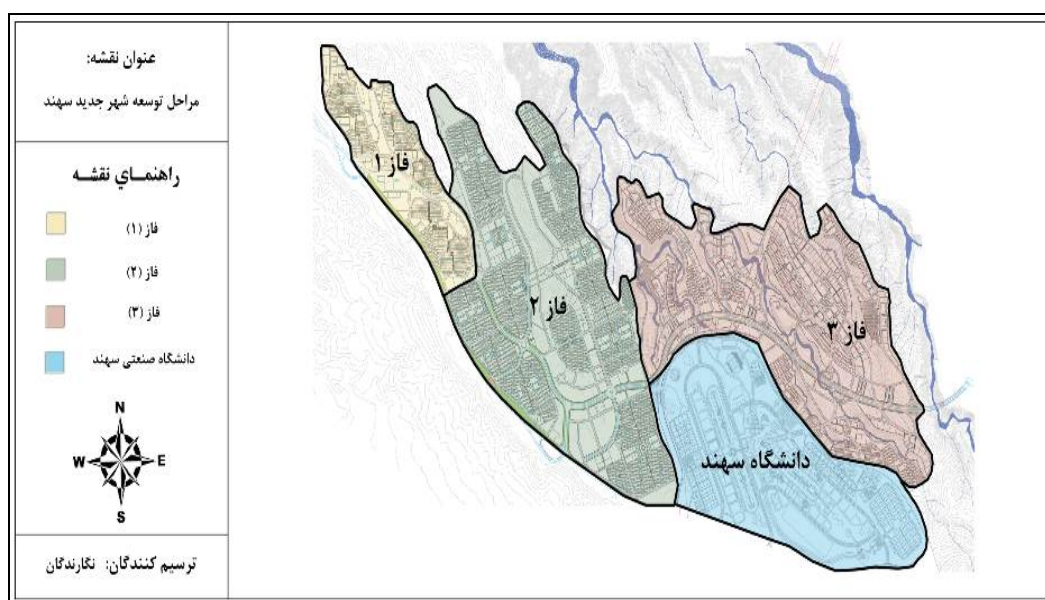 عنوان نقشه:
مراحل توسعه شهر جدید سهند
راهنمـاي نقشـه
فاز (۱)
فاز (۲)
فاز (۳)
دانشگاه صنعتی سهند
N
W E
S
ترسیم کنندگان: نگارندگان
فاز ۱
فاز ۲
فاز ۳
دانشگاه سهند